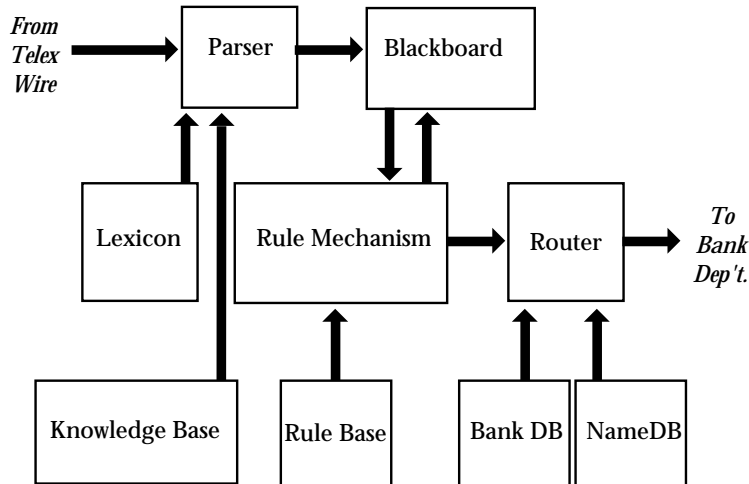 From
Telex
Wire
Parser
Blackboard
Lexicon
Rule Mechanism
Router
To
Bank
Dep't.
Knowledge Base
Rule Base
Bank DB
NameDB